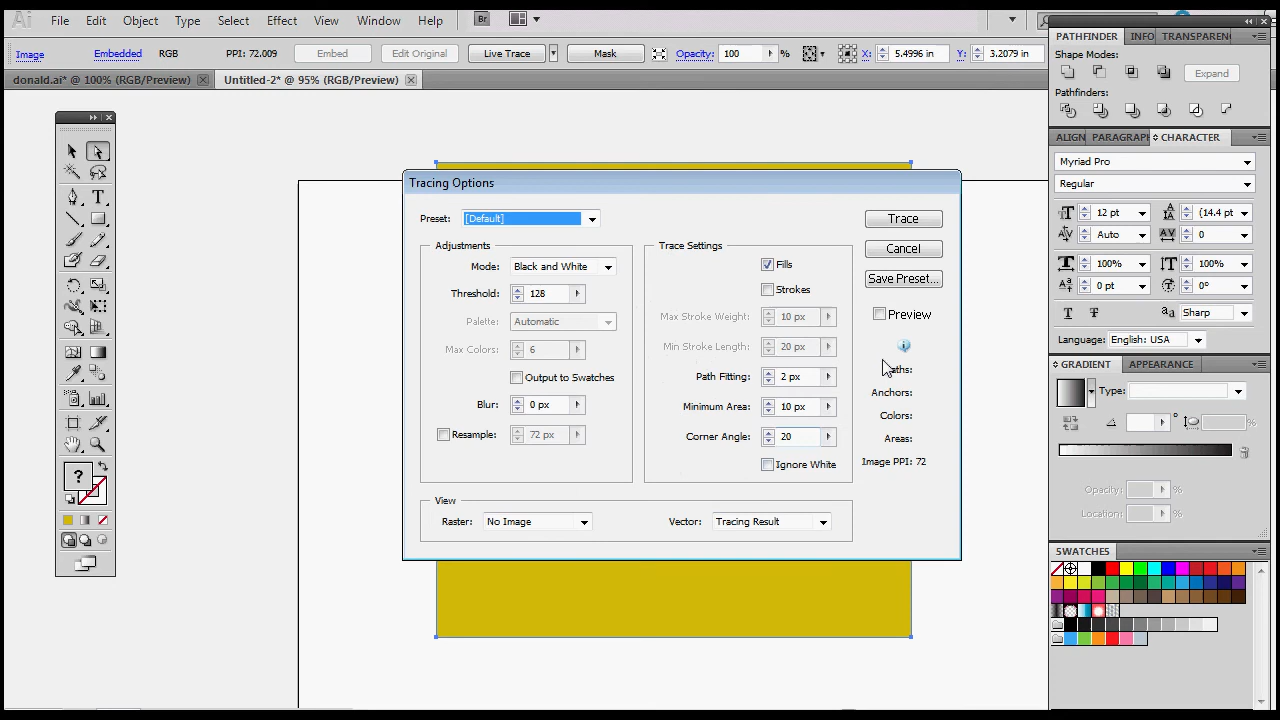 Ai File Edit Object Type Select Effect View Window Help Br
Image Embedded RGB PPI: 72.009 Embed Edit Original Live Trace Mask Opacity: 100 % X: 5.4996 in Y: 3.2079 in
donald.ai* @ 100% (RGB/Preview) Untitled-2* @ 95% (RGB/Preview)
Tracing Options
Preset: [Default]
Trace
Cancel
Save Preset...
Preview
Adjustments
Mode: Black and White
Threshold: 128
Palette: Automatic
Max Colors: 6
Output to Swatches
Blur: 0 px
Resample: 72 px
Trace Settings
Fills
Strokes
Max Stroke Weight: 10 px
Min Stroke Length: 20 px
Path Fitting: 2 px
Minimum Area: 10 px
Corner Angle: 20
Ignore White
Anchors:
Colors:
Areas:
Image PPI: 72
View
Raster: No Image
Vector: Tracing Result
PATHFINDER INFO TRANSPAREN
Shape Modes:
Expand
Pathfinders:
ALIGN PARAGRAPH CHARACTER
Myriad Pro
Regular
12 pt (14.4 pt
Auto 0
100% 100%
0 pt 0°
T T aa Sharp
Language: English: USA
GRADIENT APPEARANCE
Type:
Opacity: %
Location: %
SWATCHES